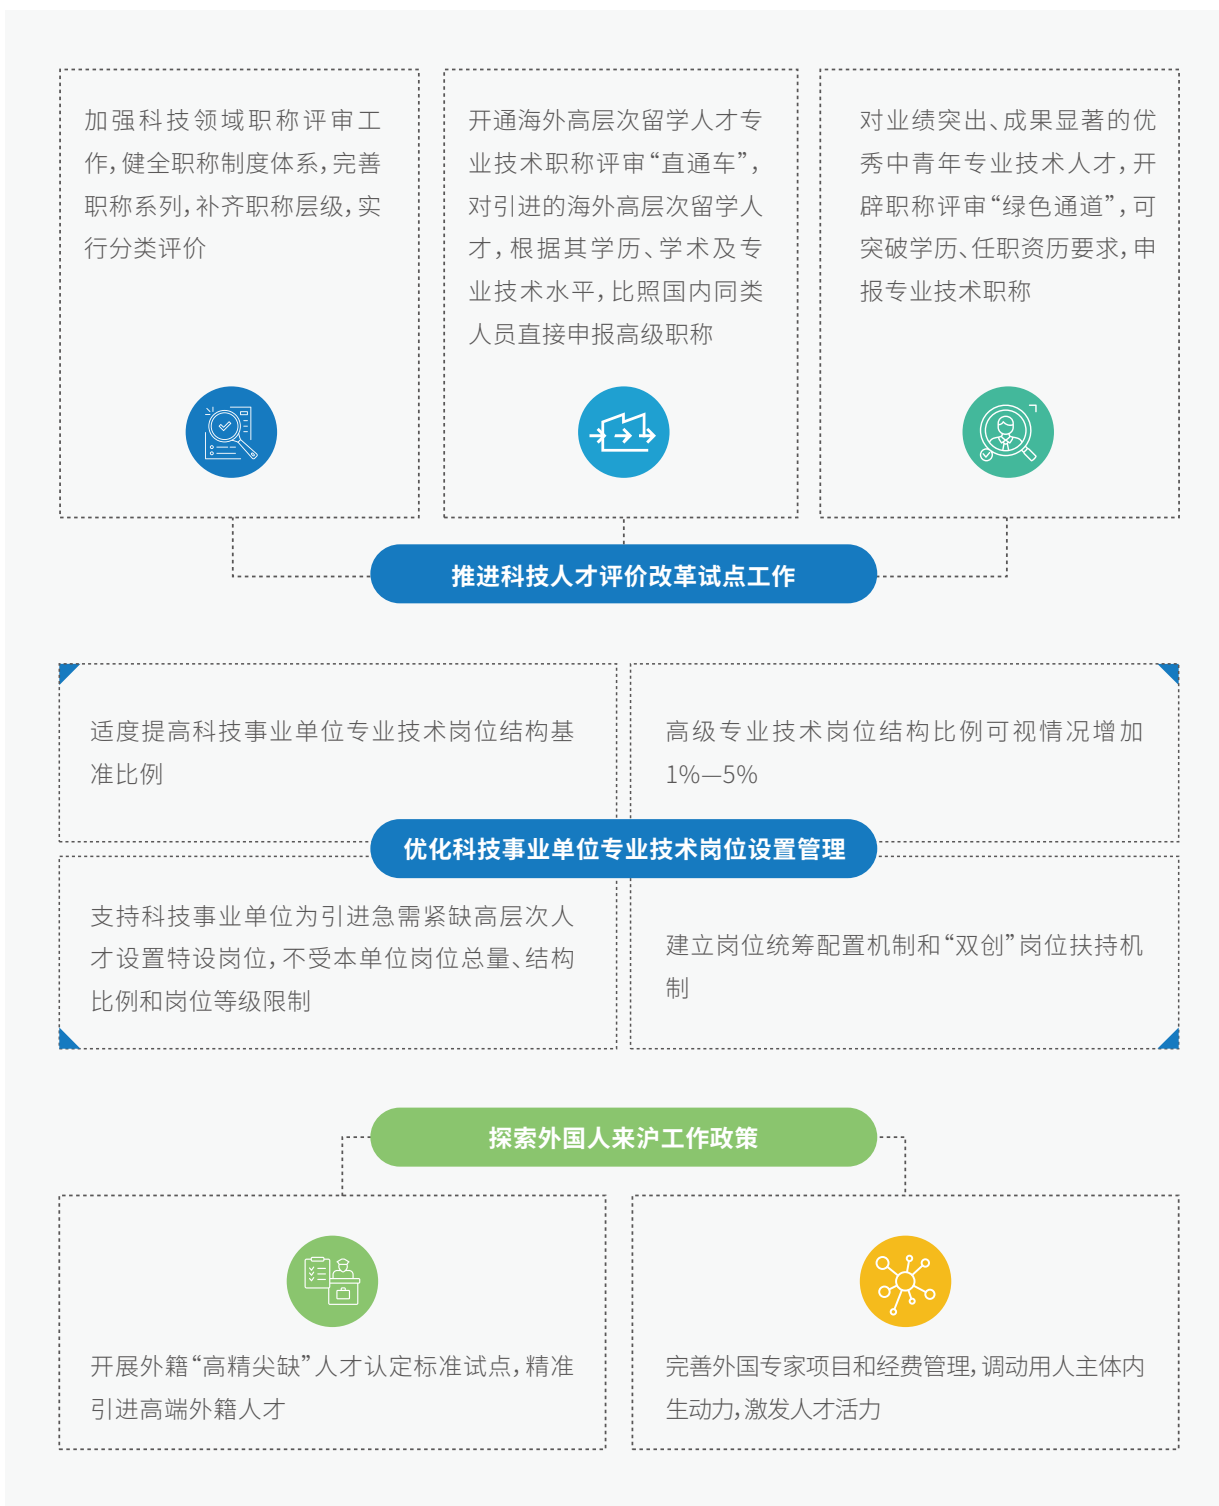 加强科技领域职称评审工
作，健全职称制度体系，完善
职称系列，补齐职称层级，实
行分类评价
开通海外高层次留学人才专
业技术职称评审“直通车”，
对引进的海外高层次留学人
才，根据其学历、学术及专
业技术水平，比照国内同类
人员直接申报高级职称
对业绩突出、成果显著的优
秀中青年专业技术人才，开
辟职称评审“绿色通道”，可
突破学历、任职资历要求，申
报专业技术职称
推进科技人才评价改革试点工作
适度提高科技事业单位专业技术岗位结构基
准比例
高级专业技术岗位结构比例可视情况增加
1%—5%
优化科技事业单位专业技术岗位设置管理
支持科技事业单位为引进急需紧缺高层次人
才设置特设岗位，不受本单位岗位总量、结构
比例和岗位等级限制
建立岗位统筹配置机制和“双创”岗位扶持机
制
探索外国人来沪工作政策
开展外籍“高精尖缺”人才认定标准试点，精准
引进高端外籍人才
完善外国专家项目和经费管理，调动用人主体内
生动力，激发人才活力